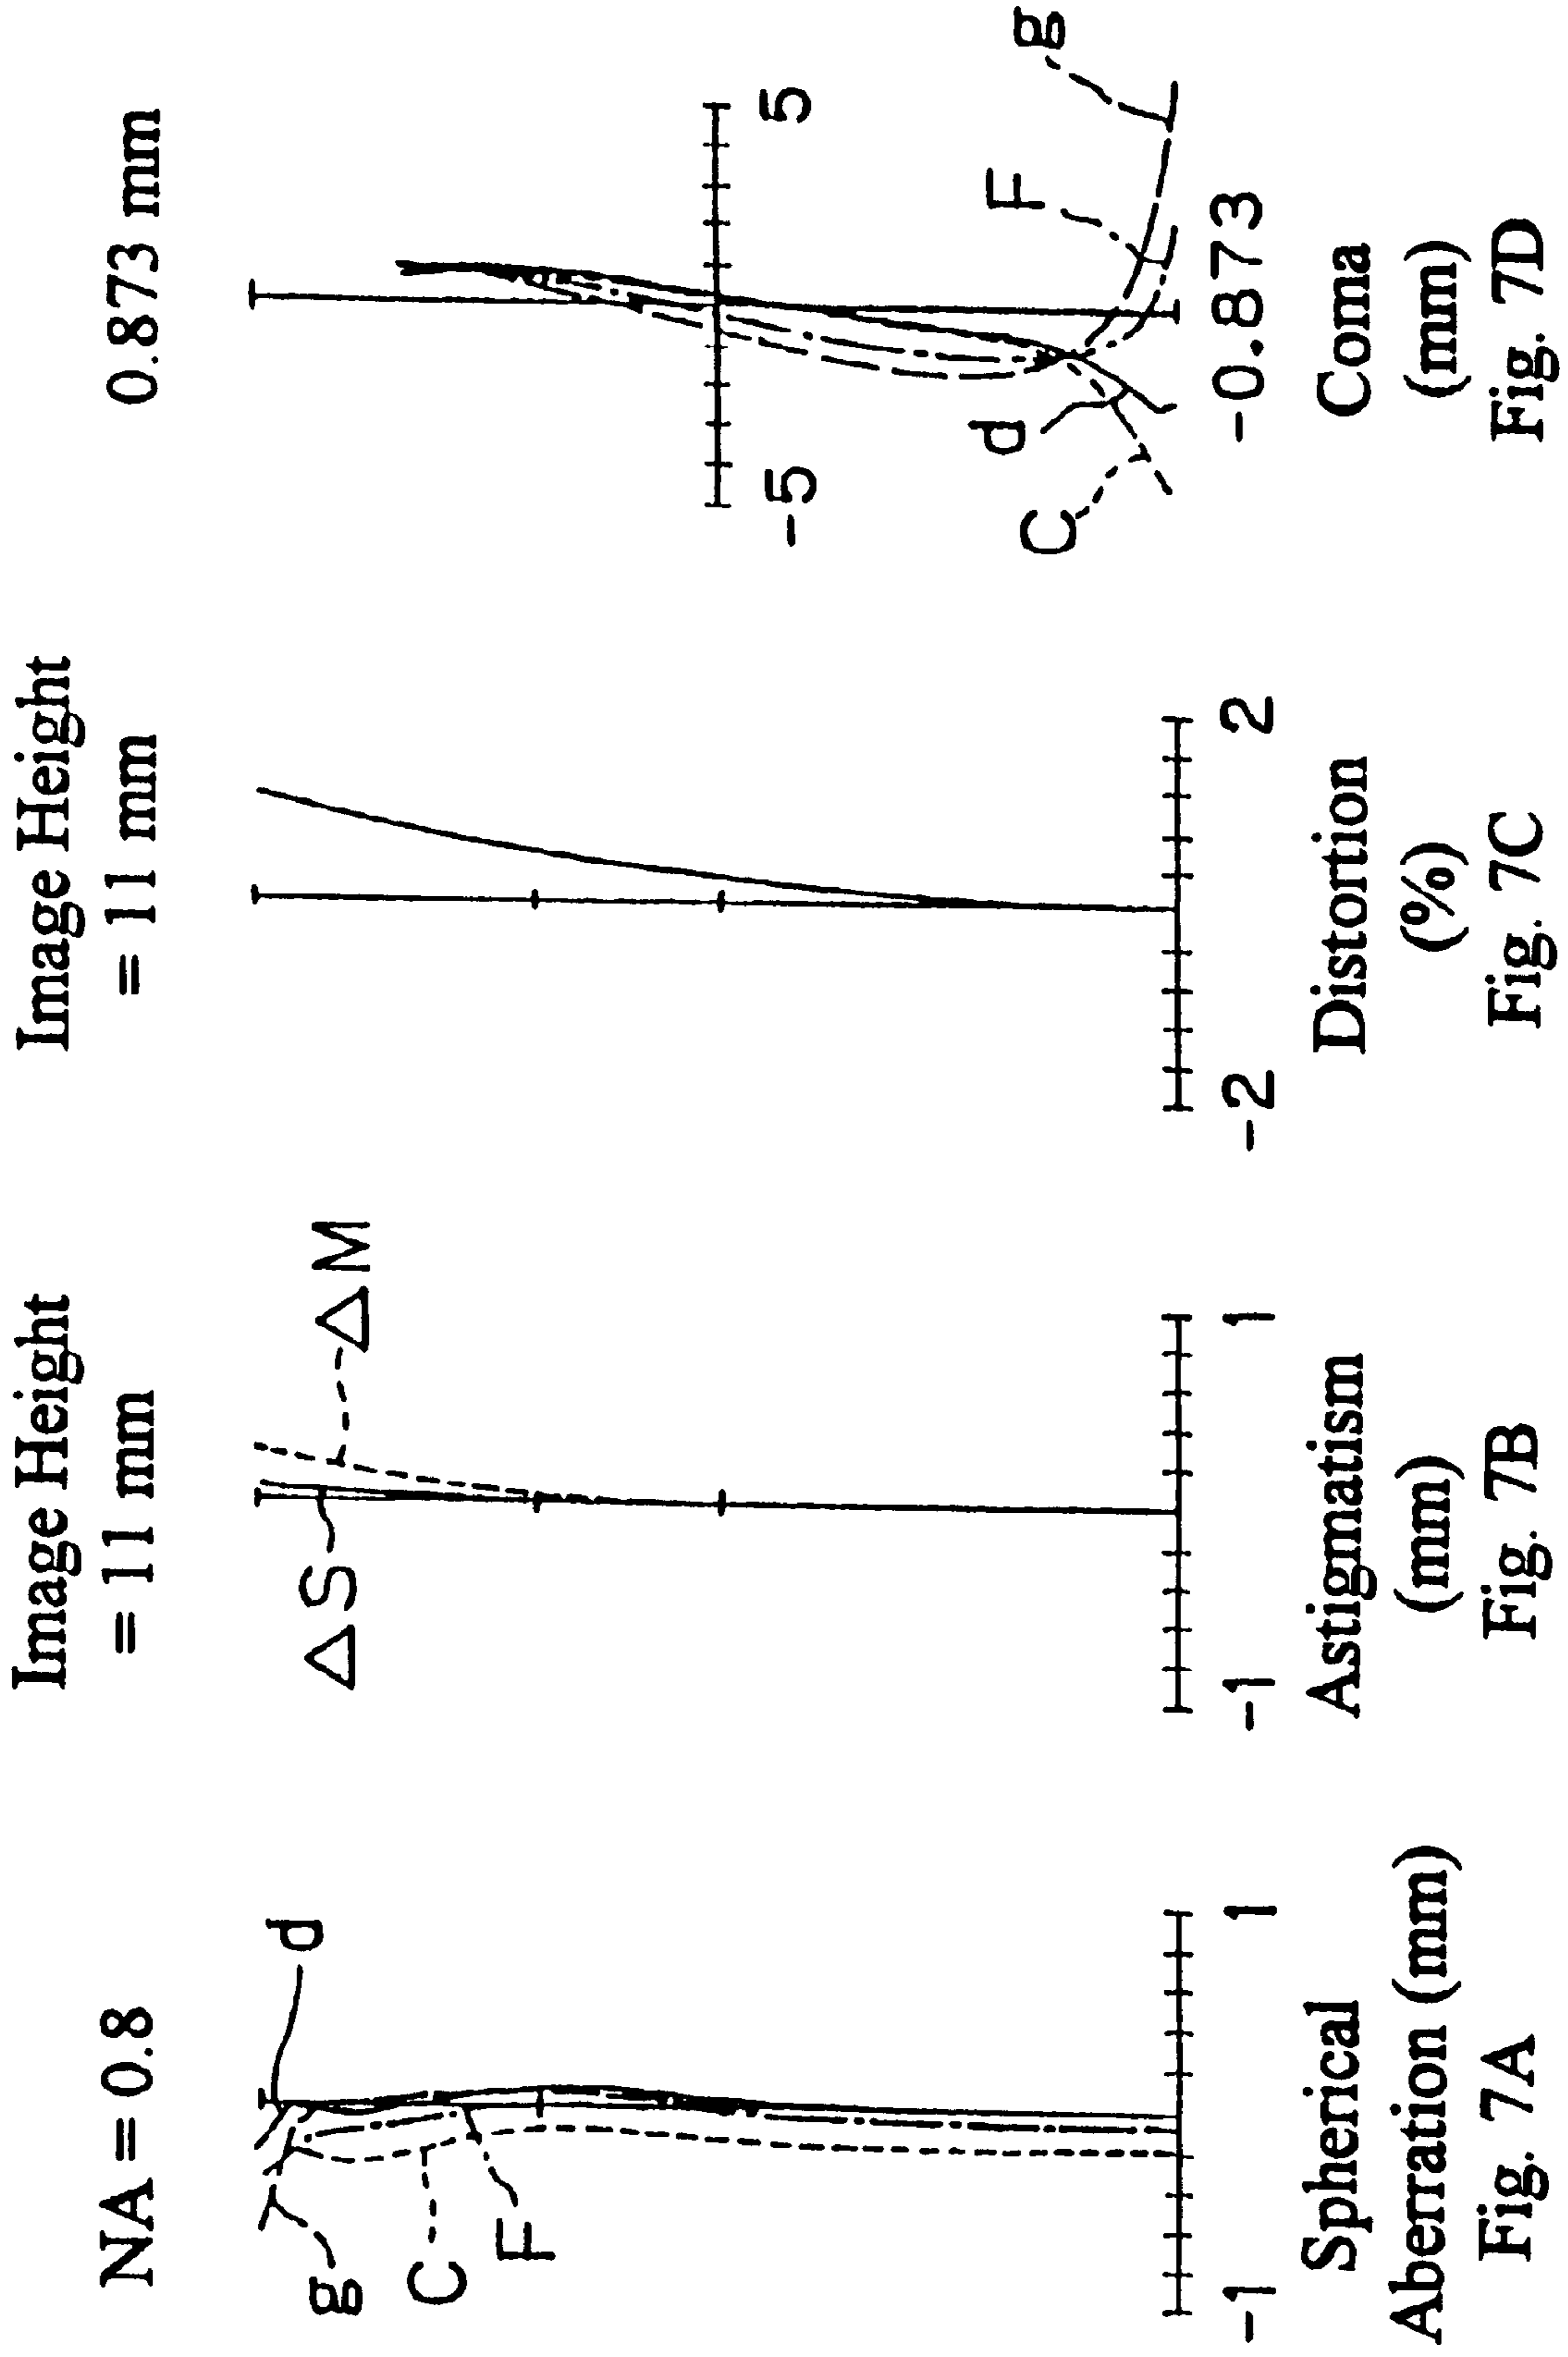 NA = 0.8
d
g
C
F
-1
1
Spherical
Aberration (mm)
Fig. 7A
Image Height
= 11 mm
ΔS
ΔM
-1
1
Astigmatism
(mm)
Fig. 7B
Image Height
= 11 mm
-2
2
Distortion
(%)
Fig. 7C
0.873 mm
-5
5
g
F
d
C
-0.873
Coma
(mm)
Fig. 7D